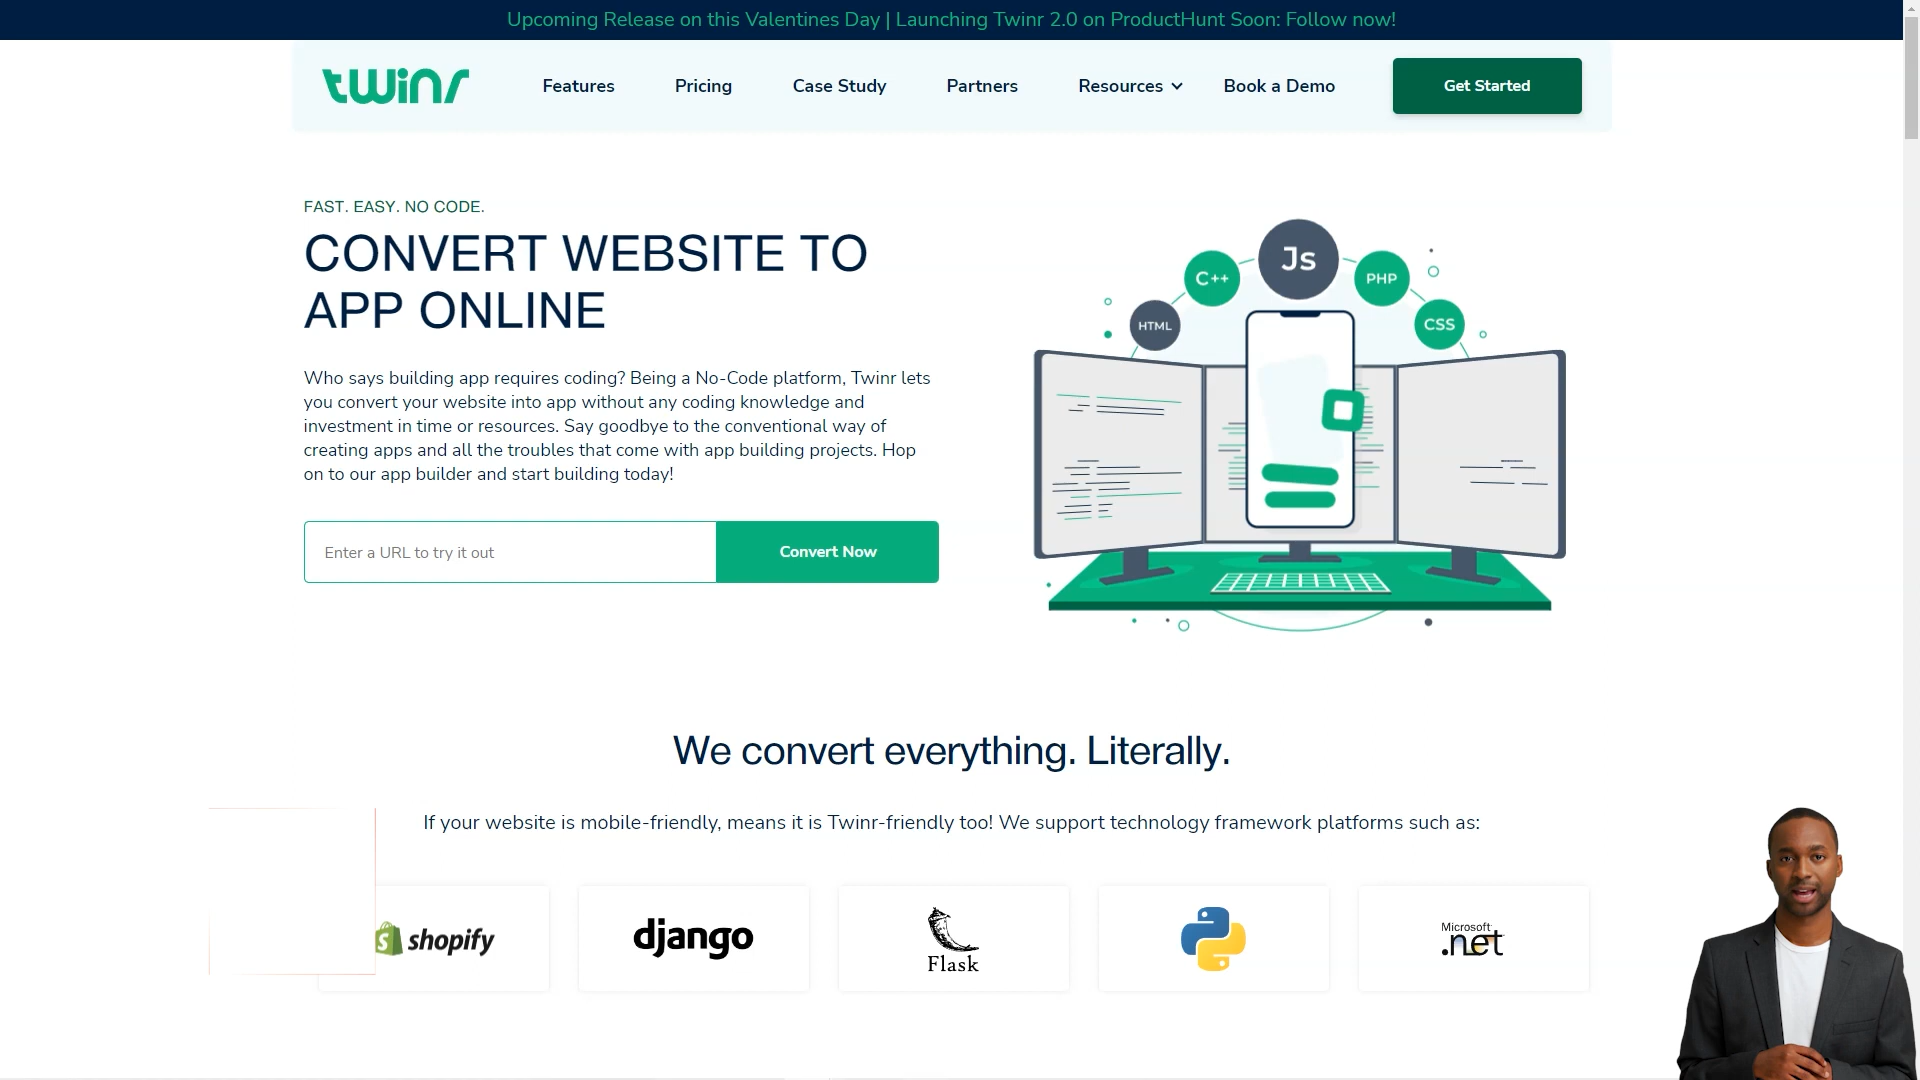 Upcoming Release on this Valentines Day | Launching Twinr 2.0 on ProductHunt Soon: Follow now!
twinr
Features
Pricing
Case Study
Partners
Resources
Book a Demo
Get Started
FAST. EASY. NO CODE.
CONVERT WEBSITE TO
APP ONLINE
Who says building app requires coding? Being a No-Code platform, Twinr lets
you convert your website into app without any coding knowledge and
investment in time or resources. Say goodbye to the conventional way of
creating apps and all the troubles that come with app building projects. Hop
on to our app builder and start building today!
Enter a URL to try it out
Convert Now
HTML
C++
Js
PHP
CSS
We convert everything. Literally.
If your website is mobile-friendly, means it is Twinr-friendly too! We support technology framework platforms such as:
S
shopify
django
Flask
Microsoft
.net